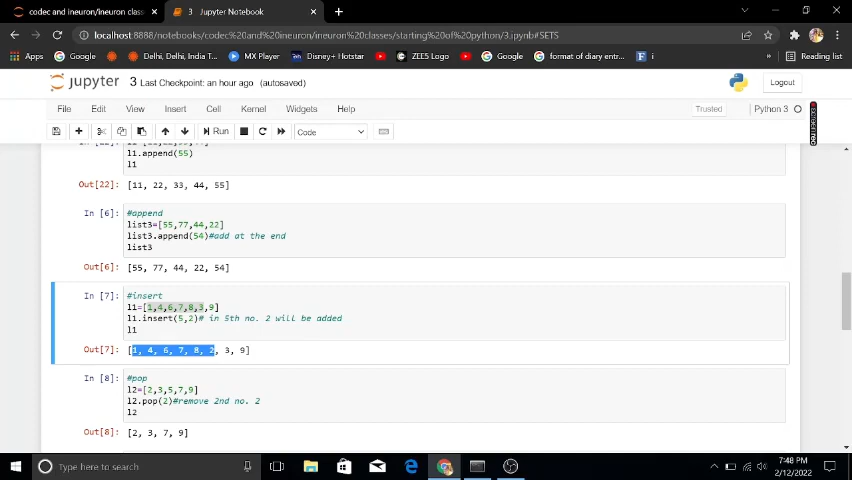 codec and ineuron/ineuron classes
3 Jupyter Notebook
localhost:8888/notebooks/codec%20and%20ineuron/ineuron%20classes/starting%20of%20python/3.ipynb#SETS
Apps Google Delhi, Delhi, India T... MX Player Disney+ Hotstar ZEE5 Logo Google format of diary entr... i Reading list
jupyter 3 Last Checkpoint: an hour ago (autosaved) Logout
File Edit View Insert Cell Kernel Widgets Help Trusted Python 3
Run Code
l1.append(55)
l1
Out[22]: [11, 22, 33, 44, 55]
In [6]: #append
list3=[55,77,44,22]
list3.append(54)#add at the end
list3
Out[6]: [55, 77, 44, 22, 54]
In [7]: #insert
l1=[1,4,6,7,8,3,9]
l1.insert(5,2)# in 5th no. 2 will be added
l1
Out[7]: [1, 4, 6, 7, 8, 2, 3, 9]
In [8]: #pop
l2=[2,3,5,7,9]
l2.pop(2)#remove 2nd no. 2
l2
Out[8]: [2, 3, 7, 9]
Type here to search
7:48 PM
2/12/2022